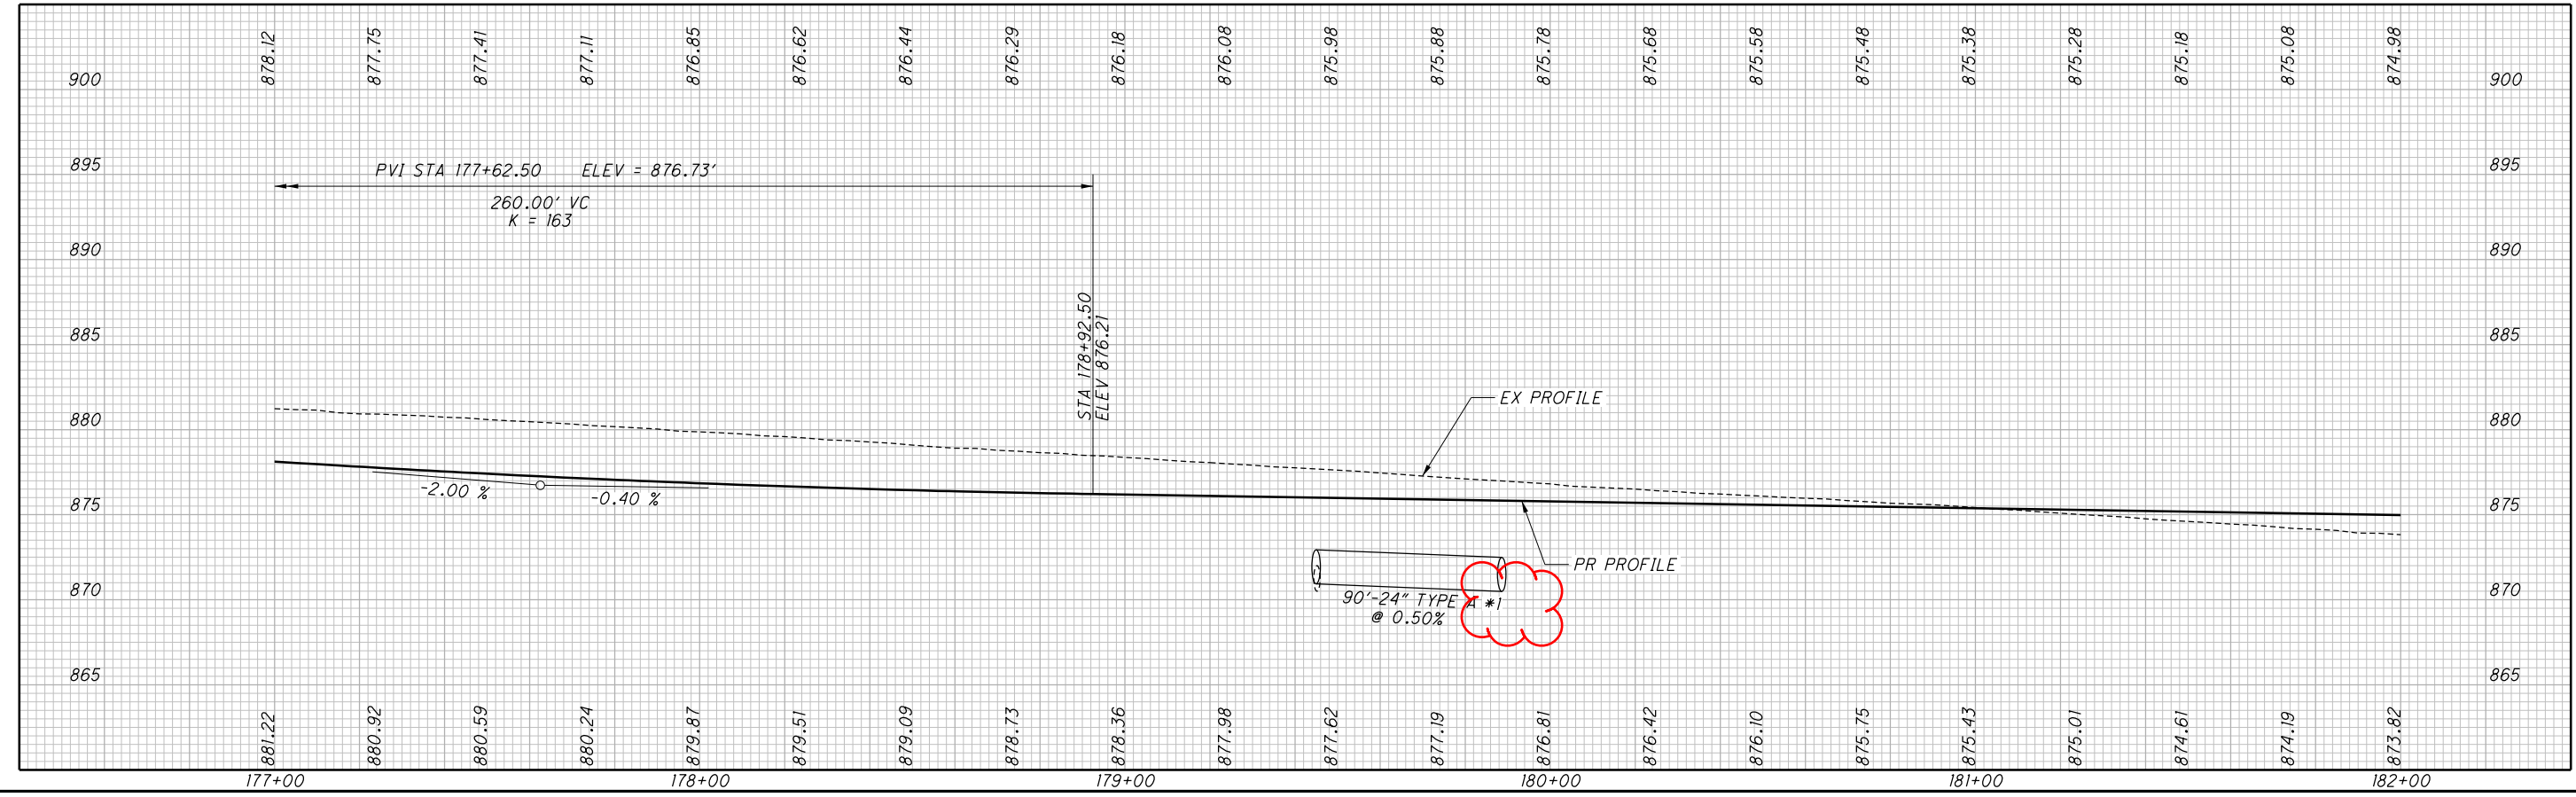 878.12 877.75 877.41 877.11 876.85 876.62 876.44 876.29 876.18 876.08 875.98 875.88 875.78 875.68 875.58 875.48 875.38 875.28 875.18 875.08 874.98
900 900
895 895
PVI STA 177+62.50 ELEV = 876.73'
260.00' VC
K = 163
890 890
885 885
STA 178+92.50
ELEV 876.21
EX PROFILE
880 880
-2.00 %
-0.40 %
875 875
PR PROFILE
870 870
90'-24" TYPE A *1
@ 0.50%
865 865
881.22 880.92 880.59 880.24 879.87 879.51 879.09 878.73 878.36 877.98 877.62 877.19 876.81 876.42 876.10 875.75 875.43 875.01 874.61 874.19 873.82
177+00 178+00 179+00 180+00 181+00 182+00